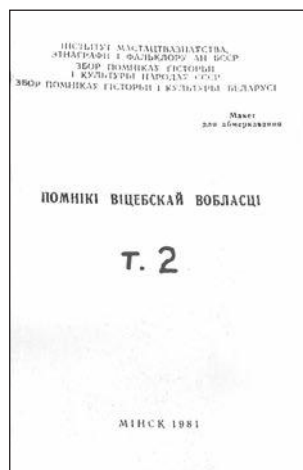 ІНСТЫТУТ МАСТАЦТВАЗНАЎСТВА,
ЭТНАГРАФІІ І ФАЛЬКЛОРУ АН БССР
ЗБОР ПОМНІКАЎ ГІСТОРЫІ
І КУЛЬТУРЫ НАРОДАЎ СССР
ЗБОР ПОМНІКАЎ ГІСТОРЫІ І КУЛЬТУРЫ БЕЛАРУСІ
Макет
для абмеркавання
ПОМНІКІ ВІЦЕБСКАЙ ВОБЛАСЦІ
т. 2
МІНСК 1981